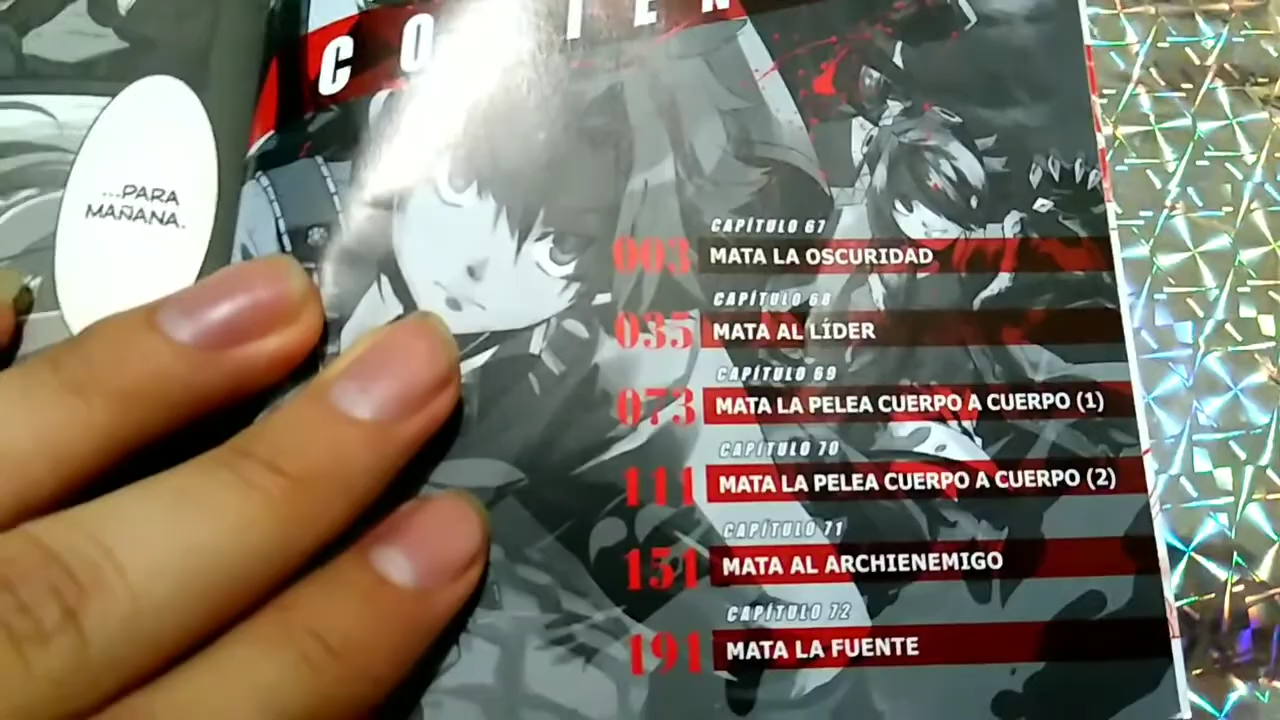 ...PARA
MAÑANA.
CONTEN
CAPÍTULO 67
003 MATA LA OSCURIDAD
CAPÍTULO 68
035 MATA AL LÍDER
CAPÍTULO 69
073 MATA LA PELEA CUERPO A CUERPO (1)
CAPÍTULO 70
111 MATA LA PELEA CUERPO A CUERPO (2)
CAPÍTULO 71
151 MATA AL ARCHIENEMIGO
CAPÍTULO 72
191 MATA LA FUENTE